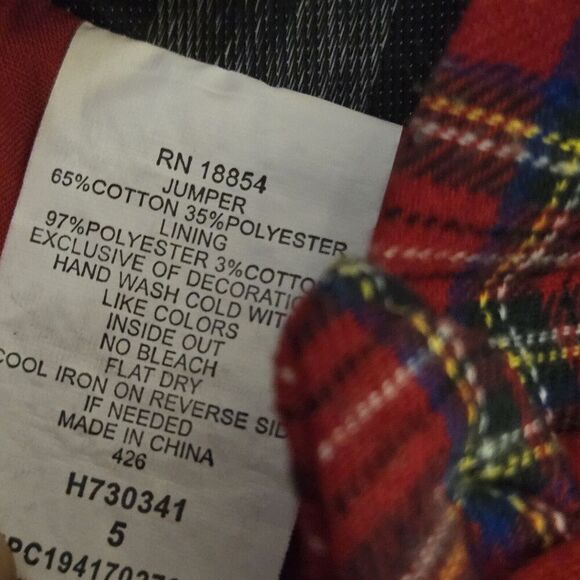 RN 18854
JUMPER
65%COTTON 35%POLYESTER
LINING
97%POLYESTER 3%COTTO
EXCLUSIVE OF DECORATIO
HAND WASH COLD WIT
LIKE COLORS
INSIDE OUT
NO BLEACH
FLAT DRY
COOL IRON ON REVERSE SID
IF NEEDED
MADE IN CHINA
426
H730341
5